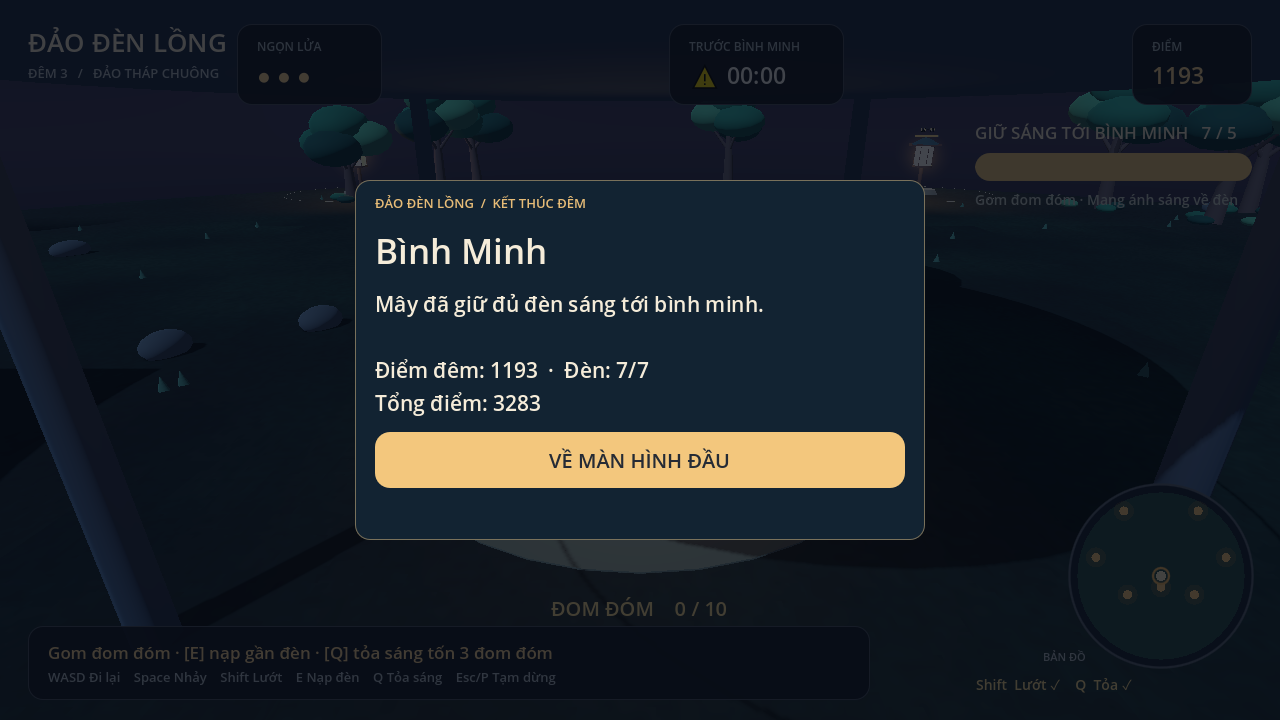 ĐẢO ĐÈN LỒNG
ĐÊM 3 / ĐẢO THÁP CHUÔNG
NGỌN LỬA
TRƯỚC BÌNH MINH
00:00
ĐIỂM
1193
GIỮ SÁNG TỚI BÌNH MINH 7 / 5
Gom đom đóm · Mang ánh sáng về đèn
ĐẢO ĐÈN LỒNG / KẾT THÚC ĐÊM
Bình Minh
Mây đã giữ đủ đèn sáng tới bình minh.
Điểm đêm: 1193 · Đèn: 7/7
Tổng điểm: 3283
VỀ MÀN HÌNH ĐẦU
ĐOM ĐÓM 0 / 10
Gom đom đóm · [E] nạp gần đèn · [Q] tỏa sáng tốn 3 đom đóm
WASD Đi lại Space Nhảy Shift Lướt E Nạp đèn Q Tỏa sáng Esc/P Tạm dừng
BẢN ĐỒ
Shift Lướt ✓ Q Tỏa ✓